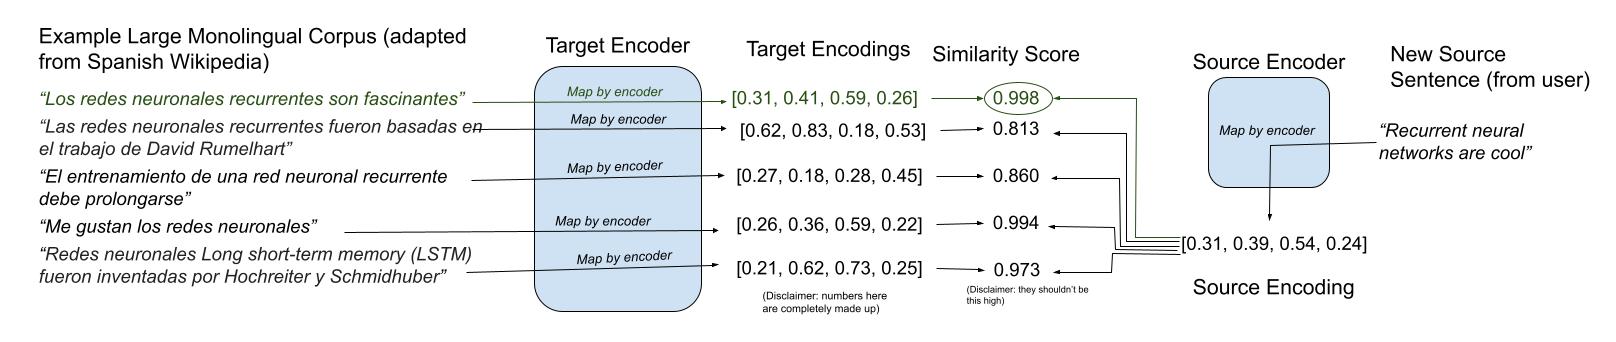 Example Large Monolingual Corpus (adapted
from Spanish Wikipedia)
Target Encoder
Target Encodings
Similarity Score
Source Encoder
New Source
Sentence (from user)
“Los redes neuronales recurrentes son fascinantes”
Map by encoder
[0.31, 0.41, 0.59, 0.26]
0.998
“Las redes neuronales recurrentes fueron basadas en
el trabajo de David Rumelhart”
Map by encoder
[0.62, 0.83, 0.18, 0.53]
0.813
Map by encoder
“Recurrent neural
networks are cool”
“El entrenamiento de una red neuronal recurrente
debe prolongarse”
Map by encoder
[0.27, 0.18, 0.28, 0.45]
0.860
“Me gustan los redes neuronales”
Map by encoder
[0.26, 0.36, 0.59, 0.22]
0.994
[0.31, 0.39, 0.54, 0.24]
“Redes neuronales Long short-term memory (LSTM)
fueron inventadas por Hochreiter y Schmidhuber”
Map by encoder
[0.21, 0.62, 0.73, 0.25]
0.973
Source Encoding
(Disclaimer: numbers here
are completely made up)
(Disclaimer: they shouldn’t be
this high)